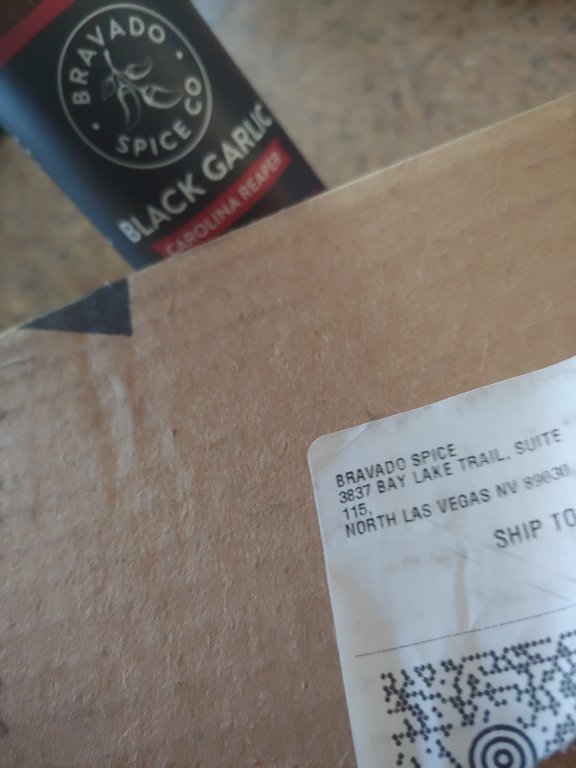 BRAVADO
SPICE CO
BLACK GARLIC
CAROLINA REAPER
BRAVADO SPICE
3837 BAY LAKE TRAIL, SUITE
115,
NORTH LAS VEGAS NV 89030
SHIP TO